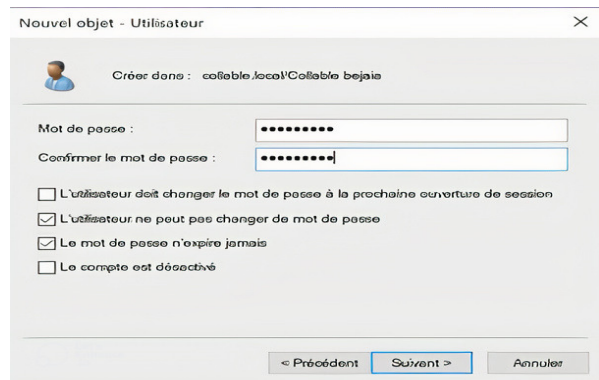 Nouvel objet - Utilisateur
Créer dans : collable.local/Collable bejaia
Mot de passe : •••••••••
Confirmer le mot de passe : •••••••••
L'utilisateur doit changer le mot de passe à la prochaine ouverture de session
L'utilisateur ne peut pas changer de mot de passe
Le mot de passe n'expire jamais
Le compte est désactivé
< Précédent Suivant > Annuler